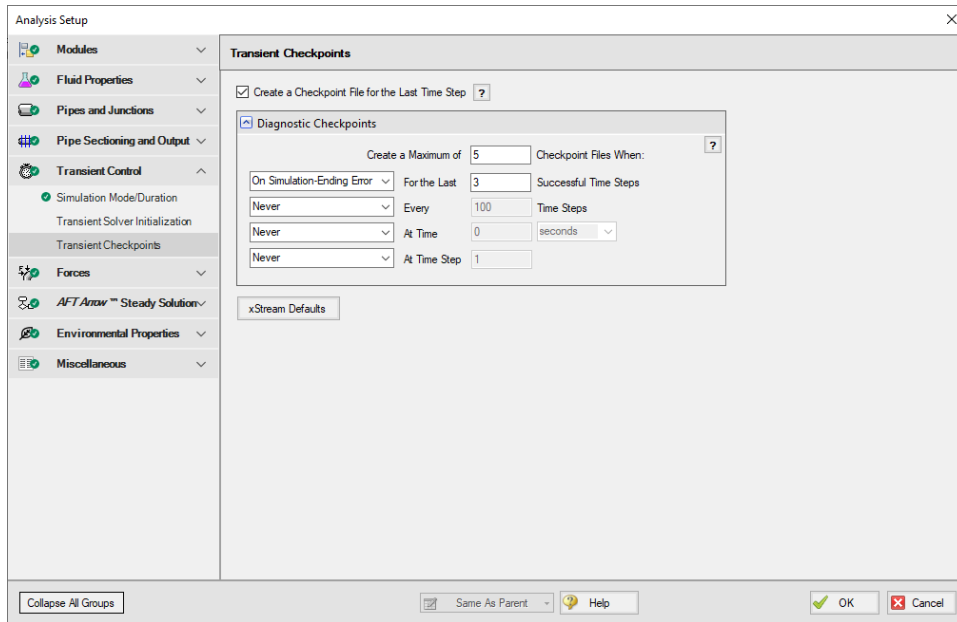 Analysis Setup
Modules
Fluid Properties
Pipes and Junctions
Pipe Sectioning and Output
Transient Control
Simulation Mode/Duration
Transient Solver Initialization
Transient Checkpoints
Forces
AFT Arrow ™ Steady Solution
Environmental Properties
Miscellaneous
Transient Checkpoints
Create a Checkpoint File for the Last Time Step ?
Diagnostic Checkpoints
?
Create a Maximum of 5 Checkpoint Files When:
On Simulation-Ending Error For the Last 3 Successful Time Steps
Never Every 100 Time Steps
Never At Time 0 seconds
Never At Time Step 1
xStream Defaults
Collapse All Groups Same As Parent Help OK Cancel